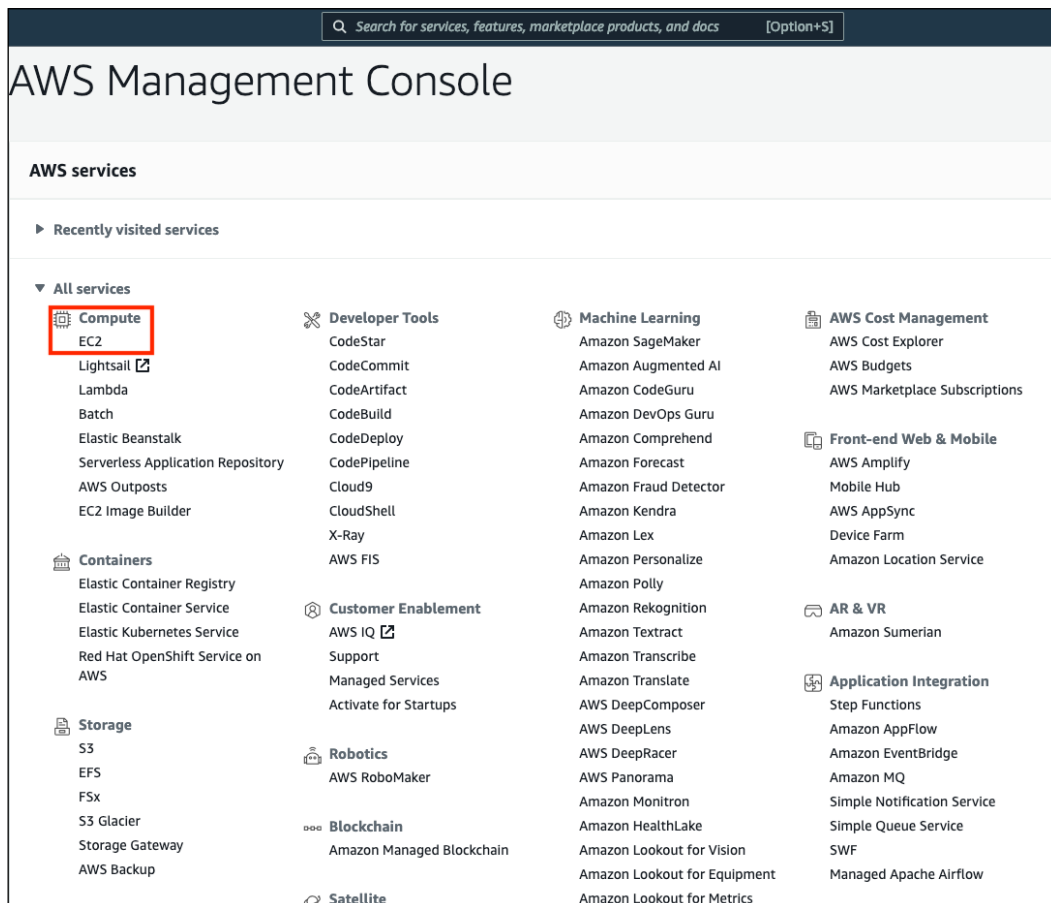 Search for services, features, marketplace products, and docs [Option+S]
AWS Management Console
AWS services
Recently visited services
All services
Compute
EC2
Lightsail
Lambda
Batch
Elastic Beanstalk
Serverless Application Repository
AWS Outposts
EC2 Image Builder
Containers
Elastic Container Registry
Elastic Container Service
Elastic Kubernetes Service
Red Hat OpenShift Service on
AWS
Storage
S3
EFS
FSx
S3 Glacier
Storage Gateway
AWS Backup
Developer Tools
CodeStar
CodeCommit
CodeArtifact
CodeBuild
CodeDeploy
CodePipeline
Cloud9
CloudShell
X-Ray
AWS FIS
Customer Enablement
AWS IQ
Support
Managed Services
Activate for Startups
Robotics
AWS RoboMaker
Blockchain
Amazon Managed Blockchain
Satellite
Machine Learning
Amazon SageMaker
Amazon Augmented AI
Amazon CodeGuru
Amazon DevOps Guru
Amazon Comprehend
Amazon Forecast
Amazon Fraud Detector
Amazon Kendra
Amazon Lex
Amazon Personalize
Amazon Polly
Amazon Rekognition
Amazon Textract
Amazon Transcribe
Amazon Translate
AWS DeepComposer
AWS DeepLens
AWS DeepRacer
AWS Panorama
Amazon Monitron
Amazon HealthLake
Amazon Lookout for Vision
Amazon Lookout for Equipment
Amazon Lookout for Metrics
AWS Cost Management
AWS Cost Explorer
AWS Budgets
AWS Marketplace Subscriptions
Front-end Web & Mobile
AWS Amplify
Mobile Hub
AWS AppSync
Device Farm
Amazon Location Service
AR & VR
Amazon Sumerian
Application Integration
Step Functions
Amazon AppFlow
Amazon EventBridge
Amazon MQ
Simple Notification Service
Simple Queue Service
SWF
Managed Apache Airflow